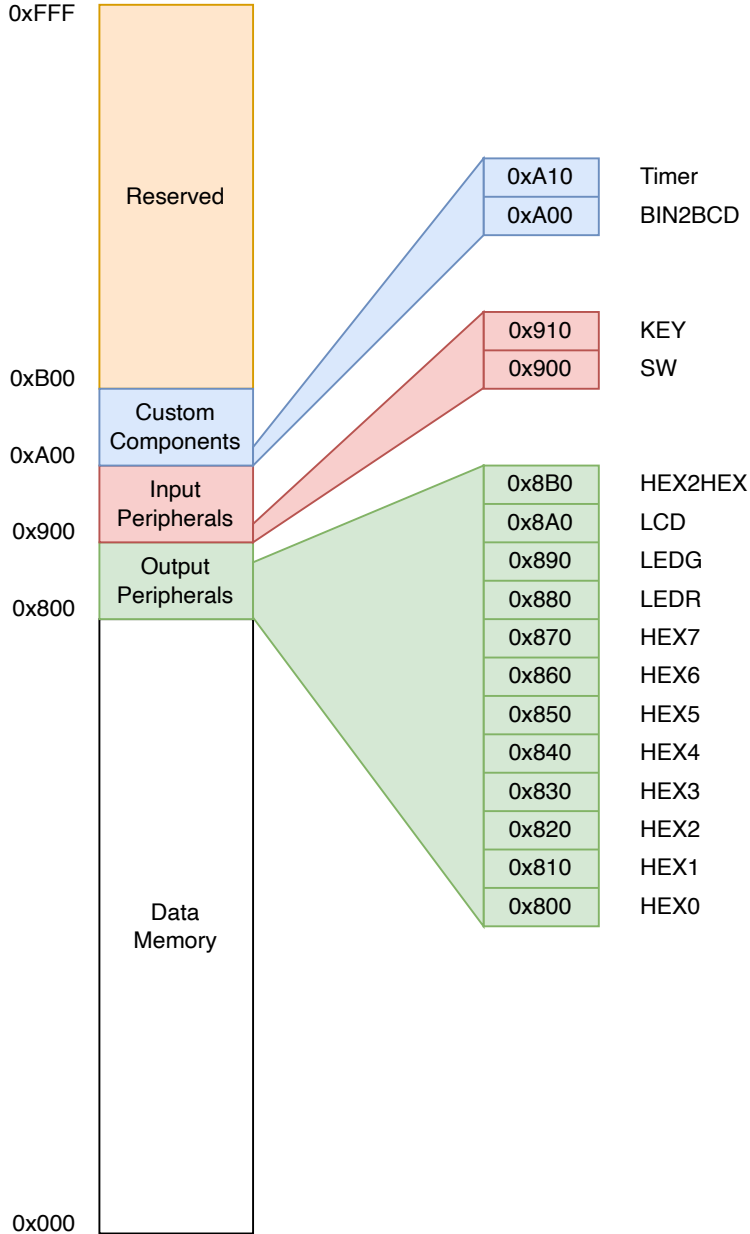 0xFFF
Reserved
0xB00
Custom
Components
0xA00
Input
Peripherals
0x900
Output
Peripherals
0x800
Data
Memory
0x000
0xA10 Timer
0xA00 BIN2BCD
0x910 KEY
0x900 SW
0x8B0 HEX2HEX
0x8A0 LCD
0x890 LEDG
0x880 LEDR
0x870 HEX7
0x860 HEX6
0x850 HEX5
0x840 HEX4
0x830 HEX3
0x820 HEX2
0x810 HEX1
0x800 HEX0